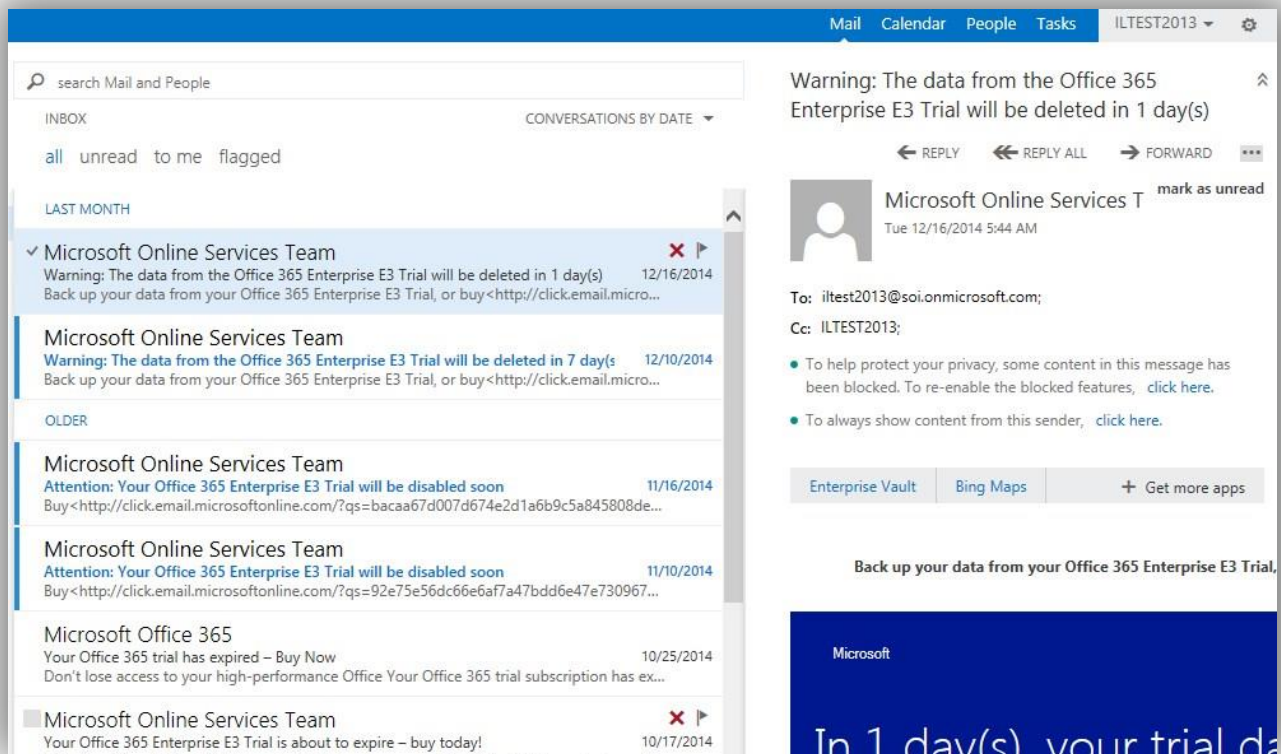 Mail Calendar People Tasks ILTEST2013
search Mail and People
INBOX CONVERSATIONS BY DATE
all unread to me flagged
LAST MONTH
Microsoft Online Services Team
Warning: The data from the Office 365 Enterprise E3 Trial will be deleted in 1 day(s) 12/16/2014
Back up your data from your Office 365 Enterprise E3 Trial, or buy<http://click.email.micro...
Microsoft Online Services Team
Warning: The data from the Office 365 Enterprise E3 Trial will be deleted in 7 day(s 12/10/2014
Back up your data from your Office 365 Enterprise E3 Trial, or buy<http://click.email.micro...
OLDER
Microsoft Online Services Team
Attention: Your Office 365 Enterprise E3 Trial will be disabled soon 11/16/2014
Buy<http://click.email.microsoftonline.com/?qs=bacaa67d007d674e2d1a6b9c5a845808de...
Microsoft Online Services Team
Attention: Your Office 365 Enterprise E3 Trial will be disabled soon 11/10/2014
Buy<http://click.email.microsoftonline.com/?qs=92e75e56dc66e6af7a47bdd6e47e730967...
Microsoft Office 365
Your Office 365 trial has expired – Buy Now 10/25/2014
Don't lose access to your high-performance Office Your Office 365 trial subscription has ex...
Microsoft Online Services Team
Your Office 365 Enterprise E3 Trial is about to expire – buy today! 10/17/2014
Warning: The data from the Office 365
Enterprise E3 Trial will be deleted in 1 day(s)
REPLY REPLY ALL FORWARD
Microsoft Online Services T mark as unread
Tue 12/16/2014 5:44 AM
To: iltest2013@soi.onmicrosoft.com;
Cc: ILTEST2013;
To help protect your privacy, some content in this message has
been blocked. To re-enable the blocked features, click here.
To always show content from this sender, click here.
Enterprise Vault Bing Maps + Get more apps
Back up your data from your Office 365 Enterprise E3 Trial,
Microsoft
In 1 day(s), your trial da